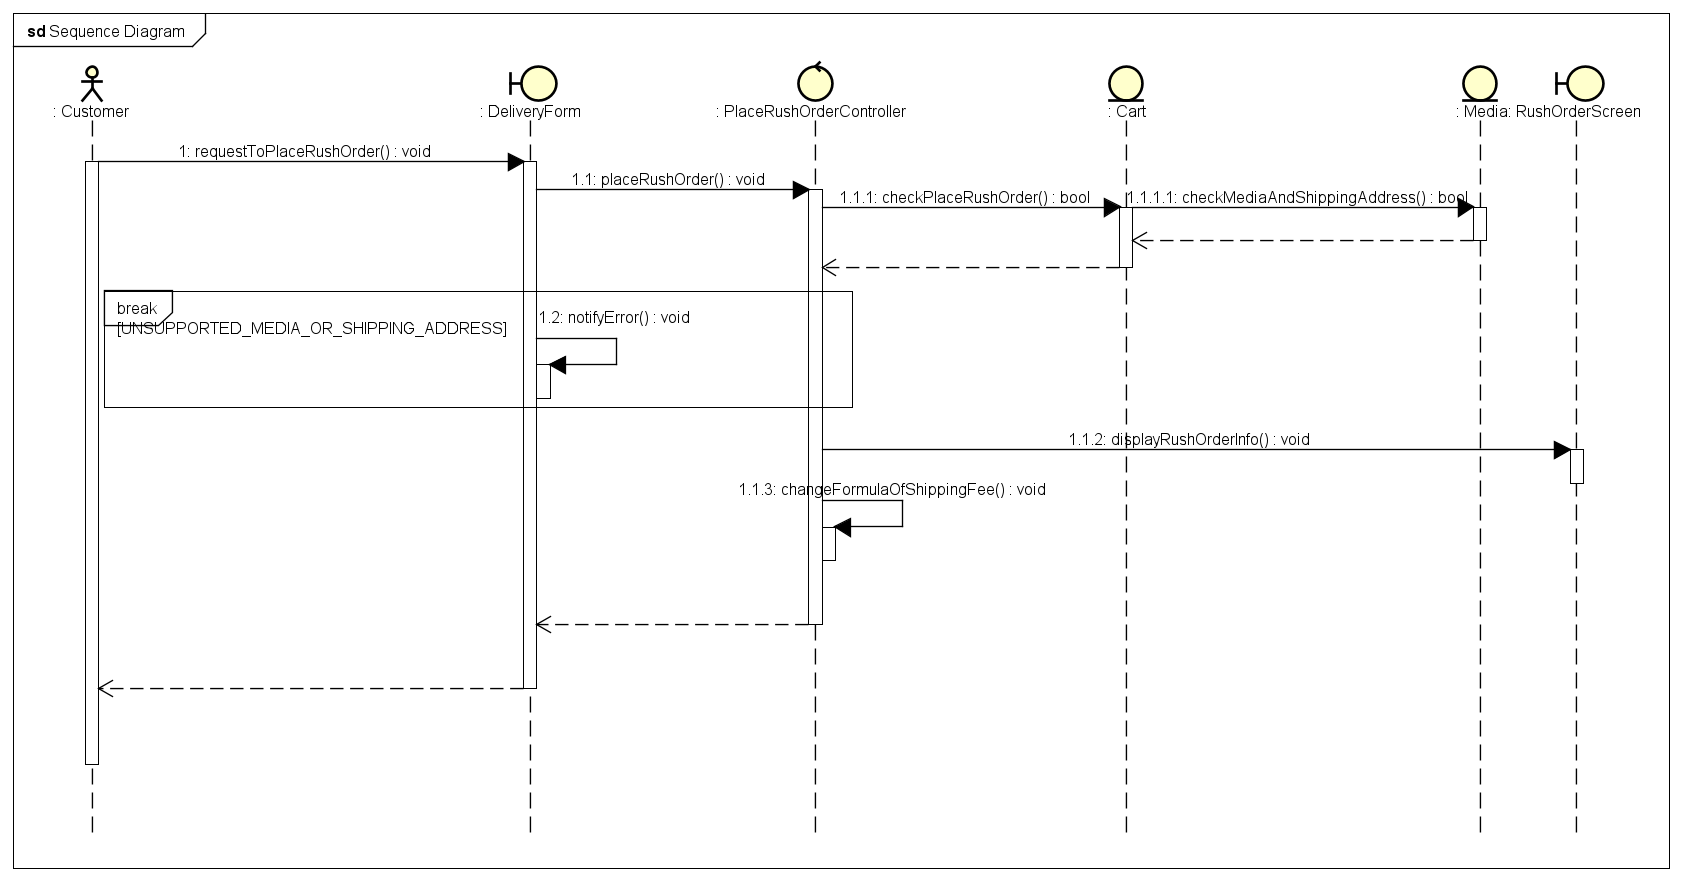 sd Sequence Diagram
: Customer
: DeliveryForm
: PlaceRushOrderController
: Cart
: Media
: RushOrderScreen
1: requestToPlaceRushOrder() : void
1.1: placeRushOrder() : void
1.1.1: checkPlaceRushOrder() : bool
1.1.1.1: checkMediaAndShippingAddress() : bool
break
[UNSUPPORTED_MEDIA_OR_SHIPPING_ADDRESS]
1.2: notifyError() : void
1.1.2: displayRushOrderInfo() : void
1.1.3: changeFormulaOfShippingFee() : void